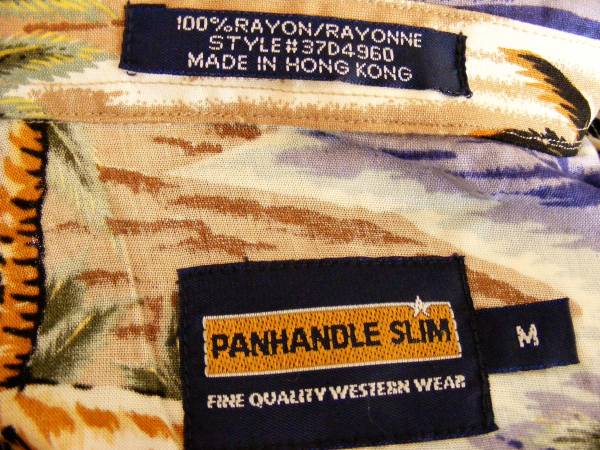 100% RAYON/RAYONNE
STYLE# 37D4960
MADE IN HONG KONG
PANHANDLE SLIM
M
FINE QUALITY WESTERN WEAR